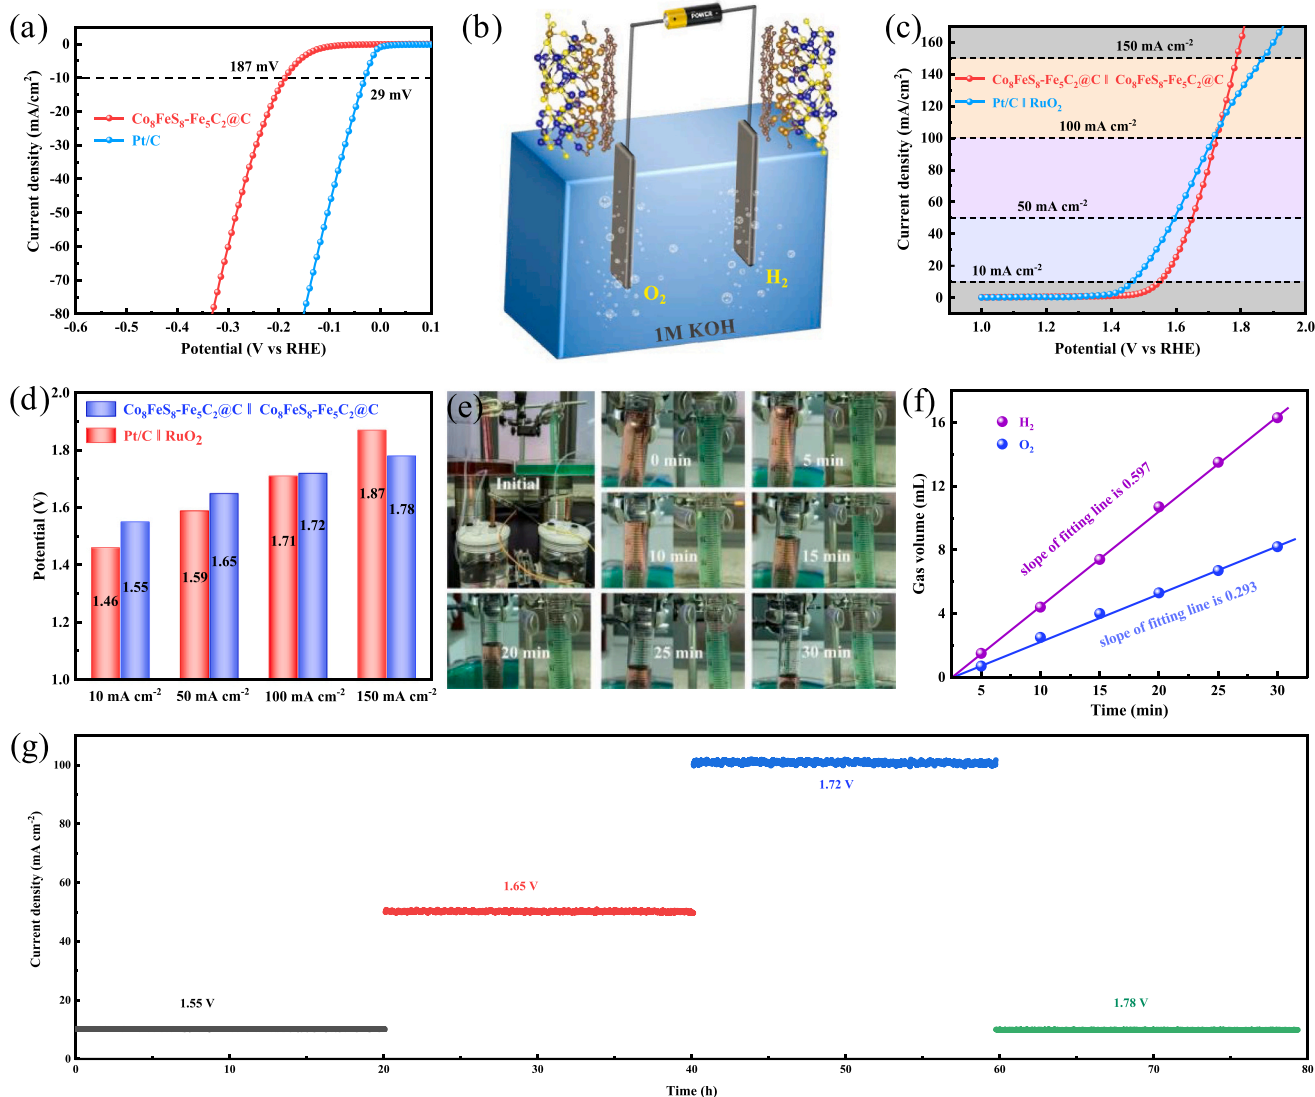 (a)
0
-10
-20
-30
-40
-50
-60
-70
-80
Current density (mA/cm²)
187 mV
29 mV
Co₈FeS₈-Fe₅C₂@C
Pt/C
-0.6 -0.5 -0.4 -0.3 -0.2 -0.1 0.0 0.1
Potential (V vs RHE)
(b)
POWER
O₂
H₂
1M KOH
(c)
160
140
120
100
80
60
40
20
0
Current density (mA/cm²)
150 mA cm⁻²
Co₈FeS₈-Fe₅C₂@C ‖ Co₈FeS₈-Fe₅C₂@C
Pt/C ‖ RuO₂
100 mA cm⁻²
50 mA cm⁻²
10 mA cm⁻²
1.0 1.2 1.4 1.6 1.8 2.0
Potential (V vs RHE)
(d)
2.0
1.8
1.6
1.4
1.2
1.0
Potential (V)
Co₈FeS₈-Fe₅C₂@C ‖ Co₈FeS₈-Fe₅C₂@C
Pt/C ‖ RuO₂
1.46 1.55 1.59 1.65 1.71 1.72 1.87 1.78
10 mA cm⁻² 50 mA cm⁻² 100 mA cm⁻² 150 mA cm⁻²
(e)
Initial
0 min
5 min
10 min
15 min
20 min
25 min
30 min
(f)
16
12
8
4
0
Gas volume (mL)
H₂
O₂
slope of fitting line is 0.597
slope of fitting line is 0.293
5 10 15 20 25 30
Time (min)
(g)
100
80
60
40
20
0
Current density (mA cm⁻²)
1.55 V
1.65 V
1.72 V
1.78 V
0 10 20 30 40 50 60 70 80
Time (h)